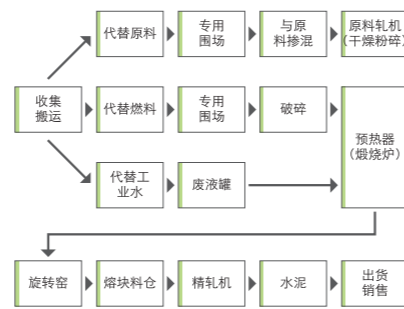 代替原料
专用
围场
与原
料掺混
原料轧机
（干燥粉碎）
收集
搬运
代替燃料
专用
围场
破碎
预热器
（煅烧炉）
代替工
业水
废液罐
旋转窑
熔块料仓
精轧机
水泥
出货
销售